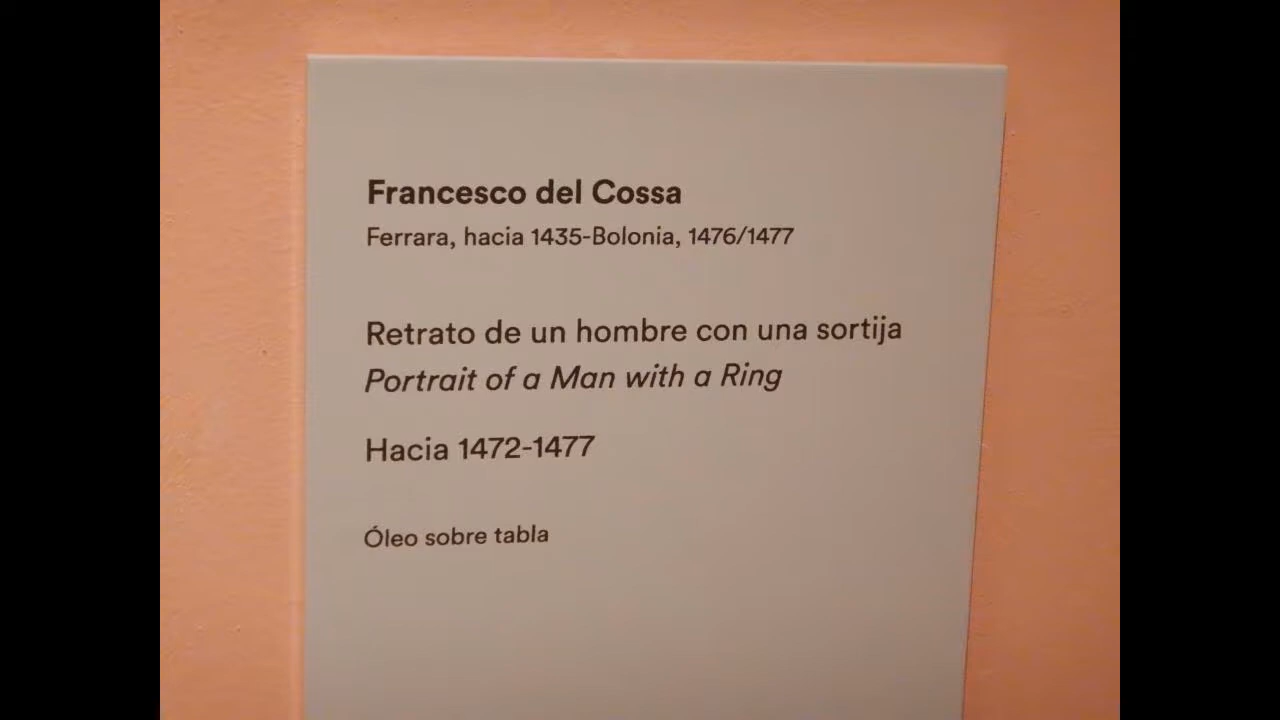 Francesco del Cossa
Ferrara, hacia 1435-Bolonia, 1476/1477
Retrato de un hombre con una sortija
Portrait of a Man with a Ring
Hacia 1472-1477
Óleo sobre tabla